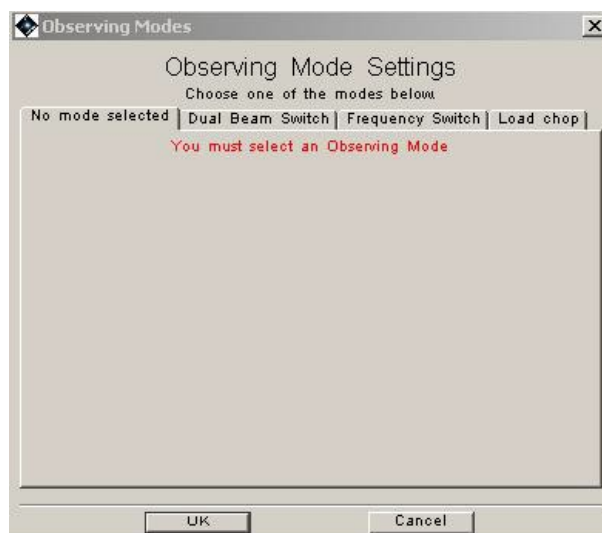 Observing Modes
Observing Mode Settings
Choose one of the modes below.
No mode selected Dual Beam Switch Frequency Switch Load chop
You must select an Observing Mode
OK Cancel